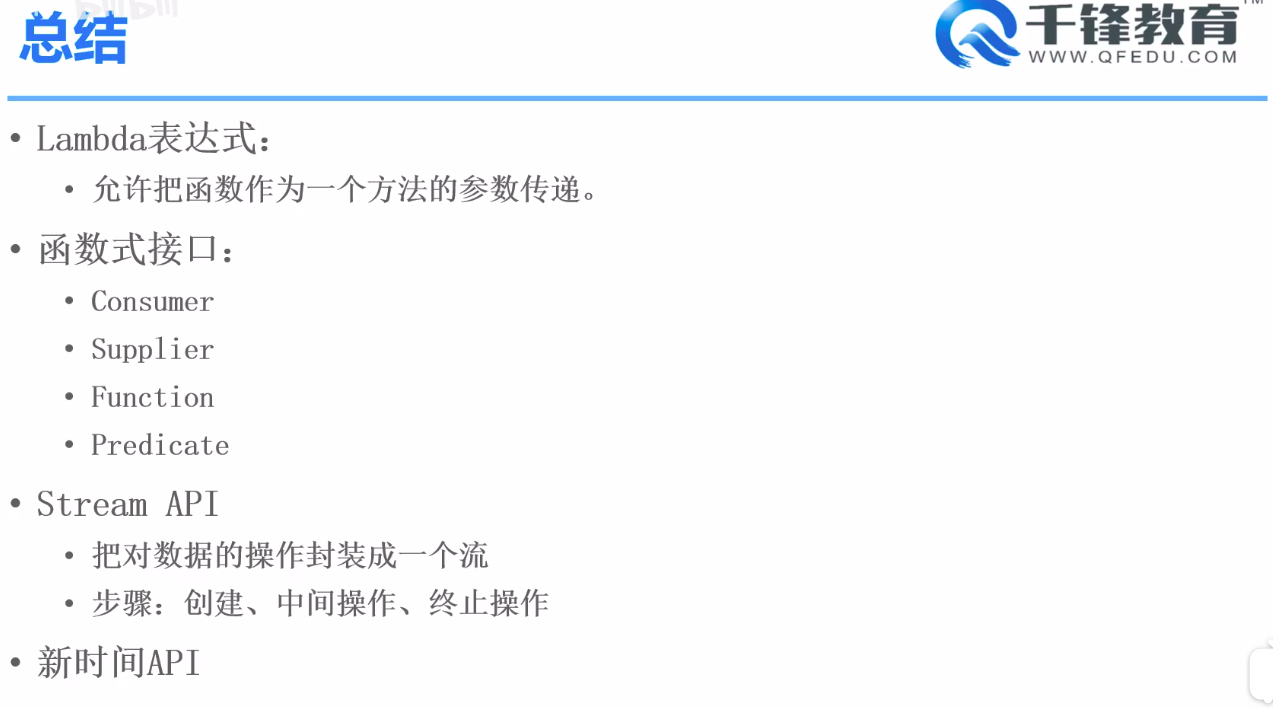 总结
千锋教育
TM
WWW.QFEDU.COM
• Lambda表达式：
• 允许把函数作为一个方法的参数传递。
• 函数式接口：
• Consumer
• Supplier
• Function
• Predicate
• Stream API
• 把对数据的操作封装成一个流
• 步骤：创建、中间操作、终止操作
• 新时间API